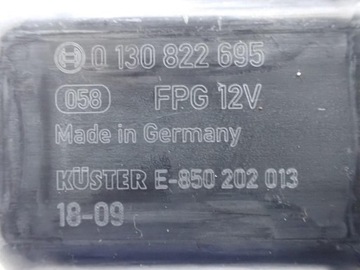 0 130 822 695
058 FPG 12V
Made in Germany
KÜSTER E-850 202 013
18-09